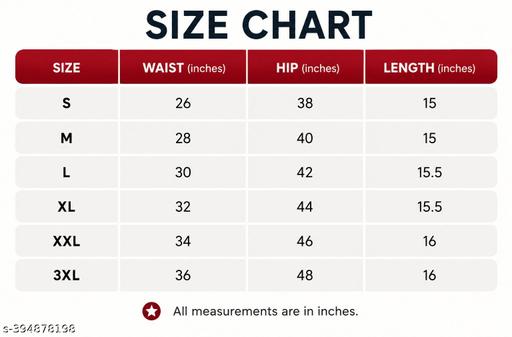 SIZE CHART
SIZE WAIST (inches) HIP (inches) LENGTH (inches)
S 26 38 15
M 28 40 15
L 30 42 15.5
XL 32 44 15.5
XXL 34 46 16
3XL 36 48 16
All measurements are in inches.
s-394878198